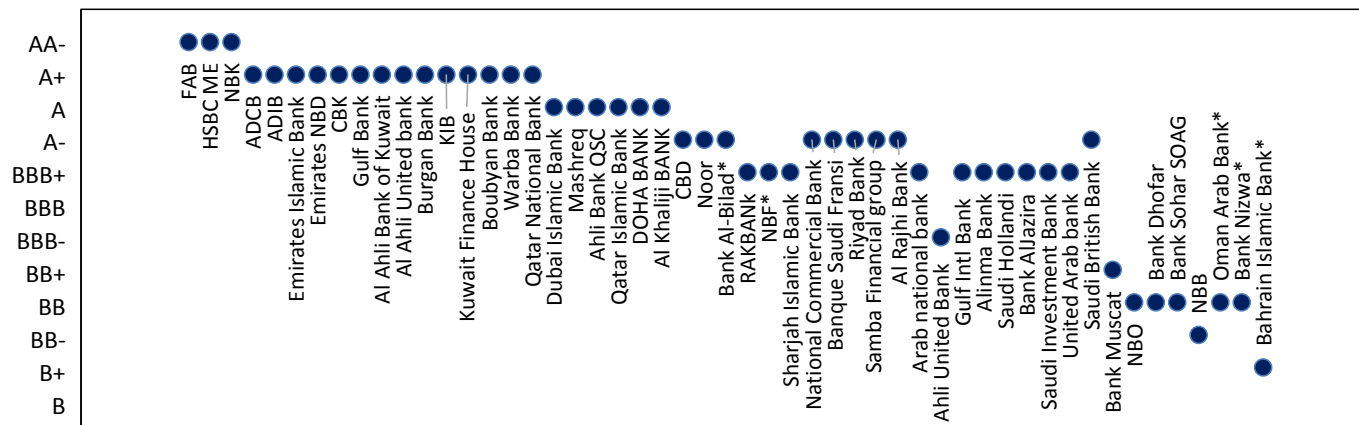 AA-
A+
A
A-
BBB+
BBB
BBB-
BB+
BB
BB-
B+
B
FAB
HSBC ME
NBK
ADCB
ADIB
Emirates Islamic Bank
Emirates NBD
CBK
Gulf Bank
Al Ahli Bank of Kuwait
Al Ahli United bank
Burgan Bank
KIB
Kuwait Finance House
Boubyan Bank
Warba Bank
Qatar National Bank
Dubai Islamic Bank
Mashreq
Ahli Bank QSC
Qatar Islamic Bank
DOHA BANK
Al Khaliji BANK
CBD
Noor
Bank Al-Bilad*
RAKBANK
NBF*
Sharjah Islamic Bank
National Commercial Bank
Banque Saudi Fransi
Riyad Bank
Samba Financial group
Al Rajhi Bank
Arab national bank
Ahli United Bank
Gulf Intl Bank
Alinma Bank
Saudi Hollandi
Bank AlJazira
Saudi Investment Bank
United Arab bank
Saudi British Bank
Bank Muscat
NBO
Bank Dhofar
Bank Sohar SOAG
NBB
Oman Arab Bank*
Bank Nizwa*
Bahrain Islamic Bank*